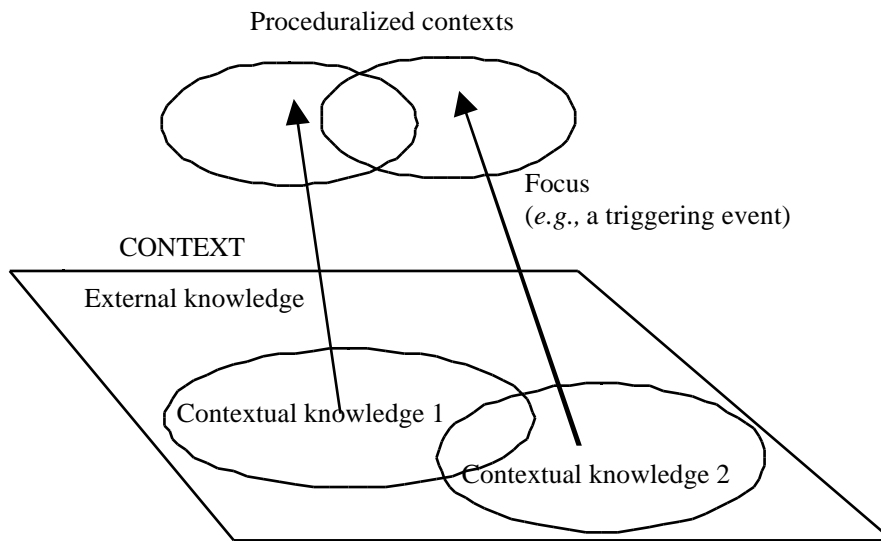 Proceduralized contexts
Focus
(e.g., a triggering event)
CONTEXT
External knowledge
Contextual knowledge 1
Contextual knowledge 2